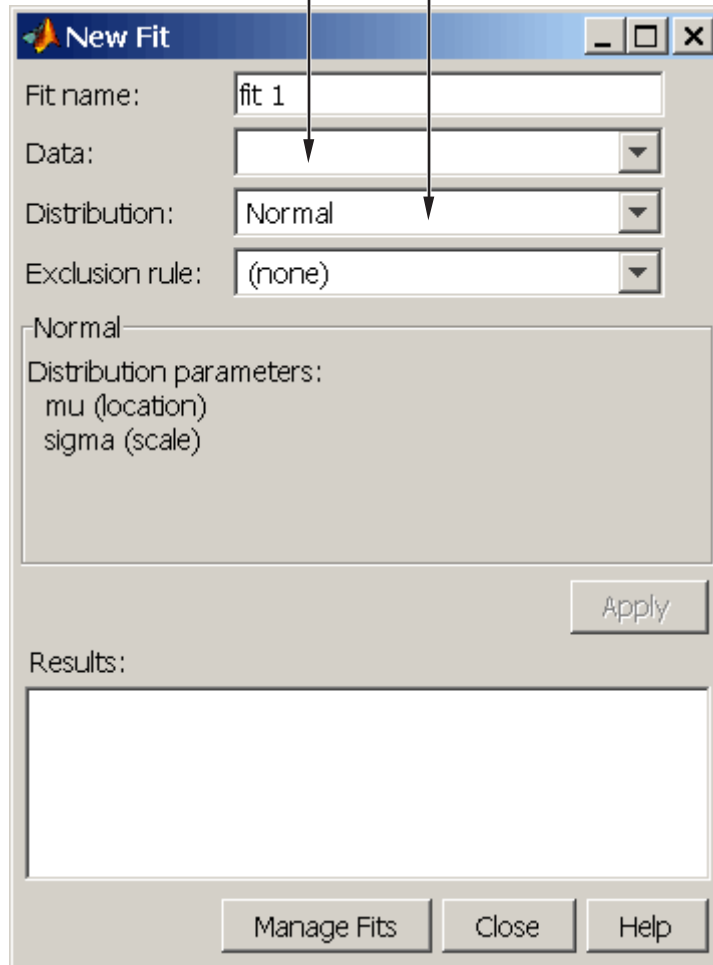 New Fit
Fit name: fit 1
Data:
Distribution: Normal
Exclusion rule: (none)
Normal
Distribution parameters:
mu (location)
sigma (scale)
Apply
Results:
Manage Fits Close Help